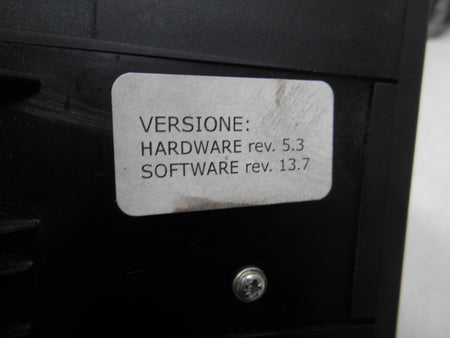 VERSIONE:
HARDWARE rev. 5.3
SOFTWARE rev. 13.7